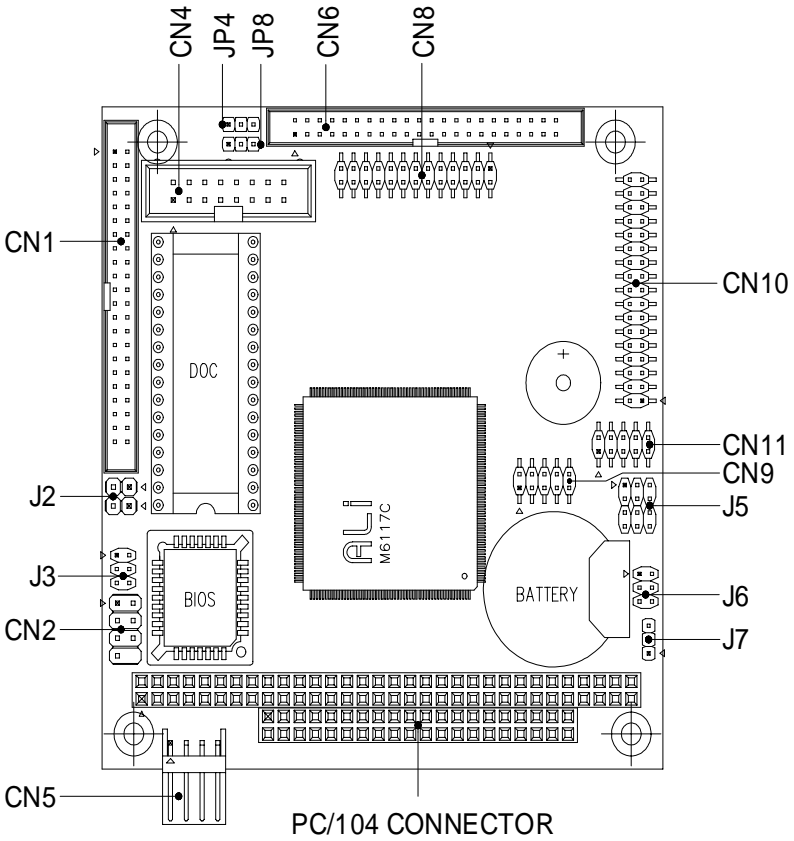 CN4
JP4
JP8
CN6
CN8
CN1
CN10
DOC
+
CN11
CN9
J2
J5
ALi
M6117C
J3
BIOS
BATTERY
J6
CN2
J7
CN5
PC/104 CONNECTOR